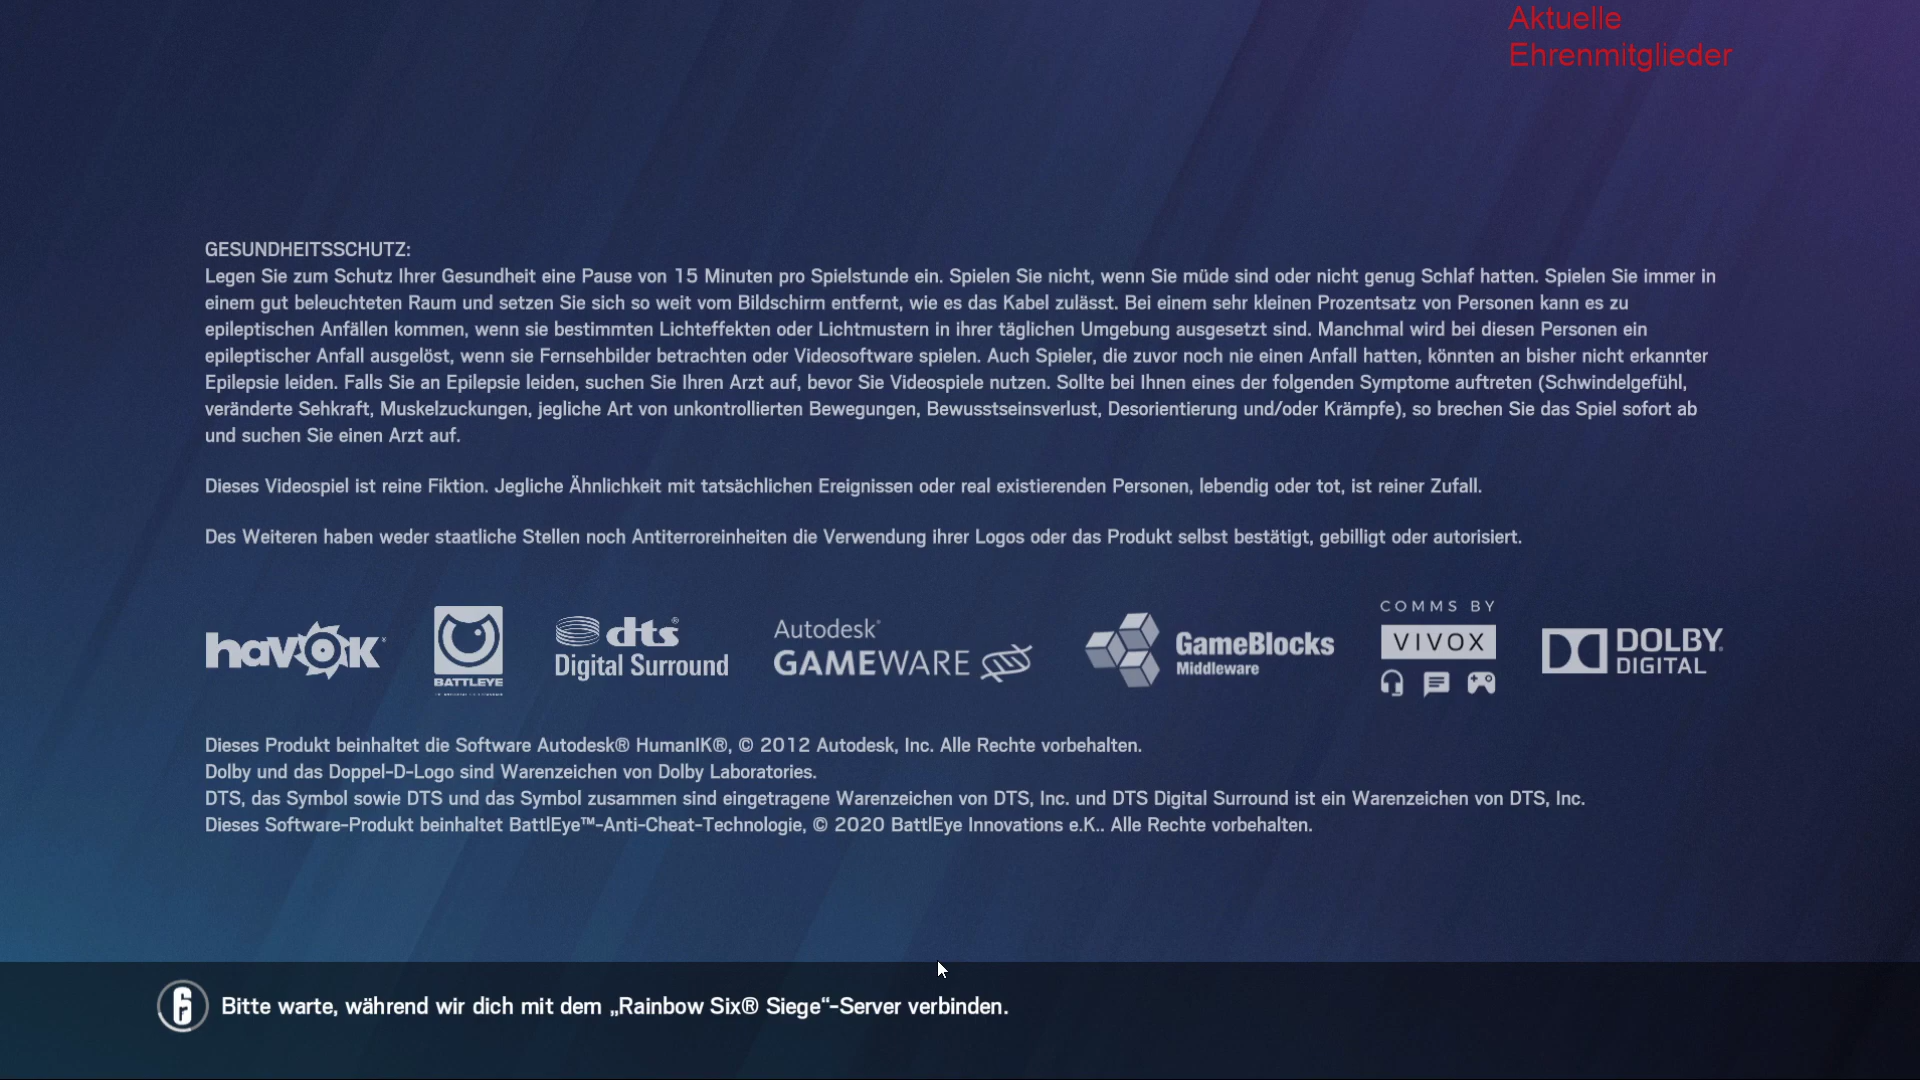 Aktuelle
Ehrenmitglieder
GESUNDHEITSSCHUTZ:
Legen Sie zum Schutz Ihrer Gesundheit eine Pause von 15 Minuten pro Spielstunde ein. Spielen Sie nicht, wenn Sie müde sind oder nicht genug Schlaf hatten. Spielen Sie immer in
einem gut beleuchteten Raum und setzen Sie sich so weit vom Bildschirm entfernt, wie es das Kabel zulässt. Bei einem sehr kleinen Prozentsatz von Personen kann es zu
epileptischen Anfällen kommen, wenn sie bestimmten Lichteffekten oder Lichtmustern in ihrer täglichen Umgebung ausgesetzt sind. Manchmal wird bei diesen Personen ein
epileptischer Anfall ausgelöst, wenn sie Fernsehbilder betrachten oder Videosoftware spielen. Auch Spieler, die zuvor noch nie einen Anfall hatten, könnten an bisher nicht erkannter
Epilepsie leiden. Falls Sie an Epilepsie leiden, suchen Sie Ihren Arzt auf, bevor Sie Videospiele nutzen. Sollte bei Ihnen eines der folgenden Symptome auftreten (Schwindelgefühl,
veränderte Sehkraft, Muskelzuckungen, jegliche Art von unkontrollierten Bewegungen, Bewusstseinsverlust, Desorientierung und/oder Krämpfe), so brechen Sie das Spiel sofort ab
und suchen Sie einen Arzt auf.
Dieses Videospiel ist reine Fiktion. Jegliche Ähnlichkeit mit tatsächlichen Ereignissen oder real existierenden Personen, lebendig oder tot, ist reiner Zufall.
Des Weiteren haben weder staatliche Stellen noch Antiterroreinheiten die Verwendung ihrer Logos oder das Produkt selbst bestätigt, gebilligt oder autorisiert.
havok®
BATTLEYE
dts®
Digital Surround
Autodesk®
GAMEWARE
GameBlocks
Middleware
COMMS BY
VIVOX
DOLBY®
DIGITAL
Dieses Produkt beinhaltet die Software Autodesk® HumanIK®, © 2012 Autodesk, Inc. Alle Rechte vorbehalten.
Dolby und das Doppel-D-Logo sind Warenzeichen von Dolby Laboratories.
DTS, das Symbol sowie DTS und das Symbol zusammen sind eingetragene Warenzeichen von DTS, Inc. und DTS Digital Surround ist ein Warenzeichen von DTS, Inc.
Dieses Software-Produkt beinhaltet BattlEye™-Anti-Cheat-Technologie, © 2020 BattlEye Innovations e.K.. Alle Rechte vorbehalten.
Bitte warte, während wir dich mit dem „Rainbow Six® Siege“-Server verbinden.